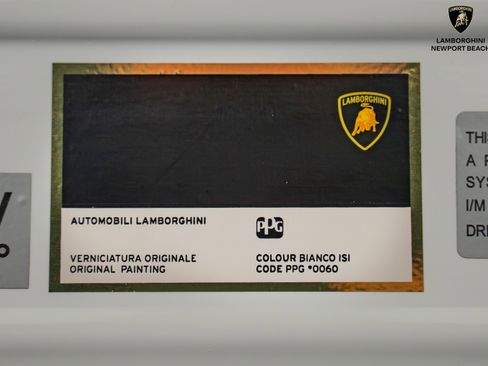 LAMBORGHINI
NEWPORT BEACH
LAMBORGHINI
AUTOMOBILI LAMBORGHINI
PPG
VERNICIATURA ORIGINALE
ORIGINAL PAINTING
COLOUR BIANCO ISI
CODE PPG *0060
A
I/M